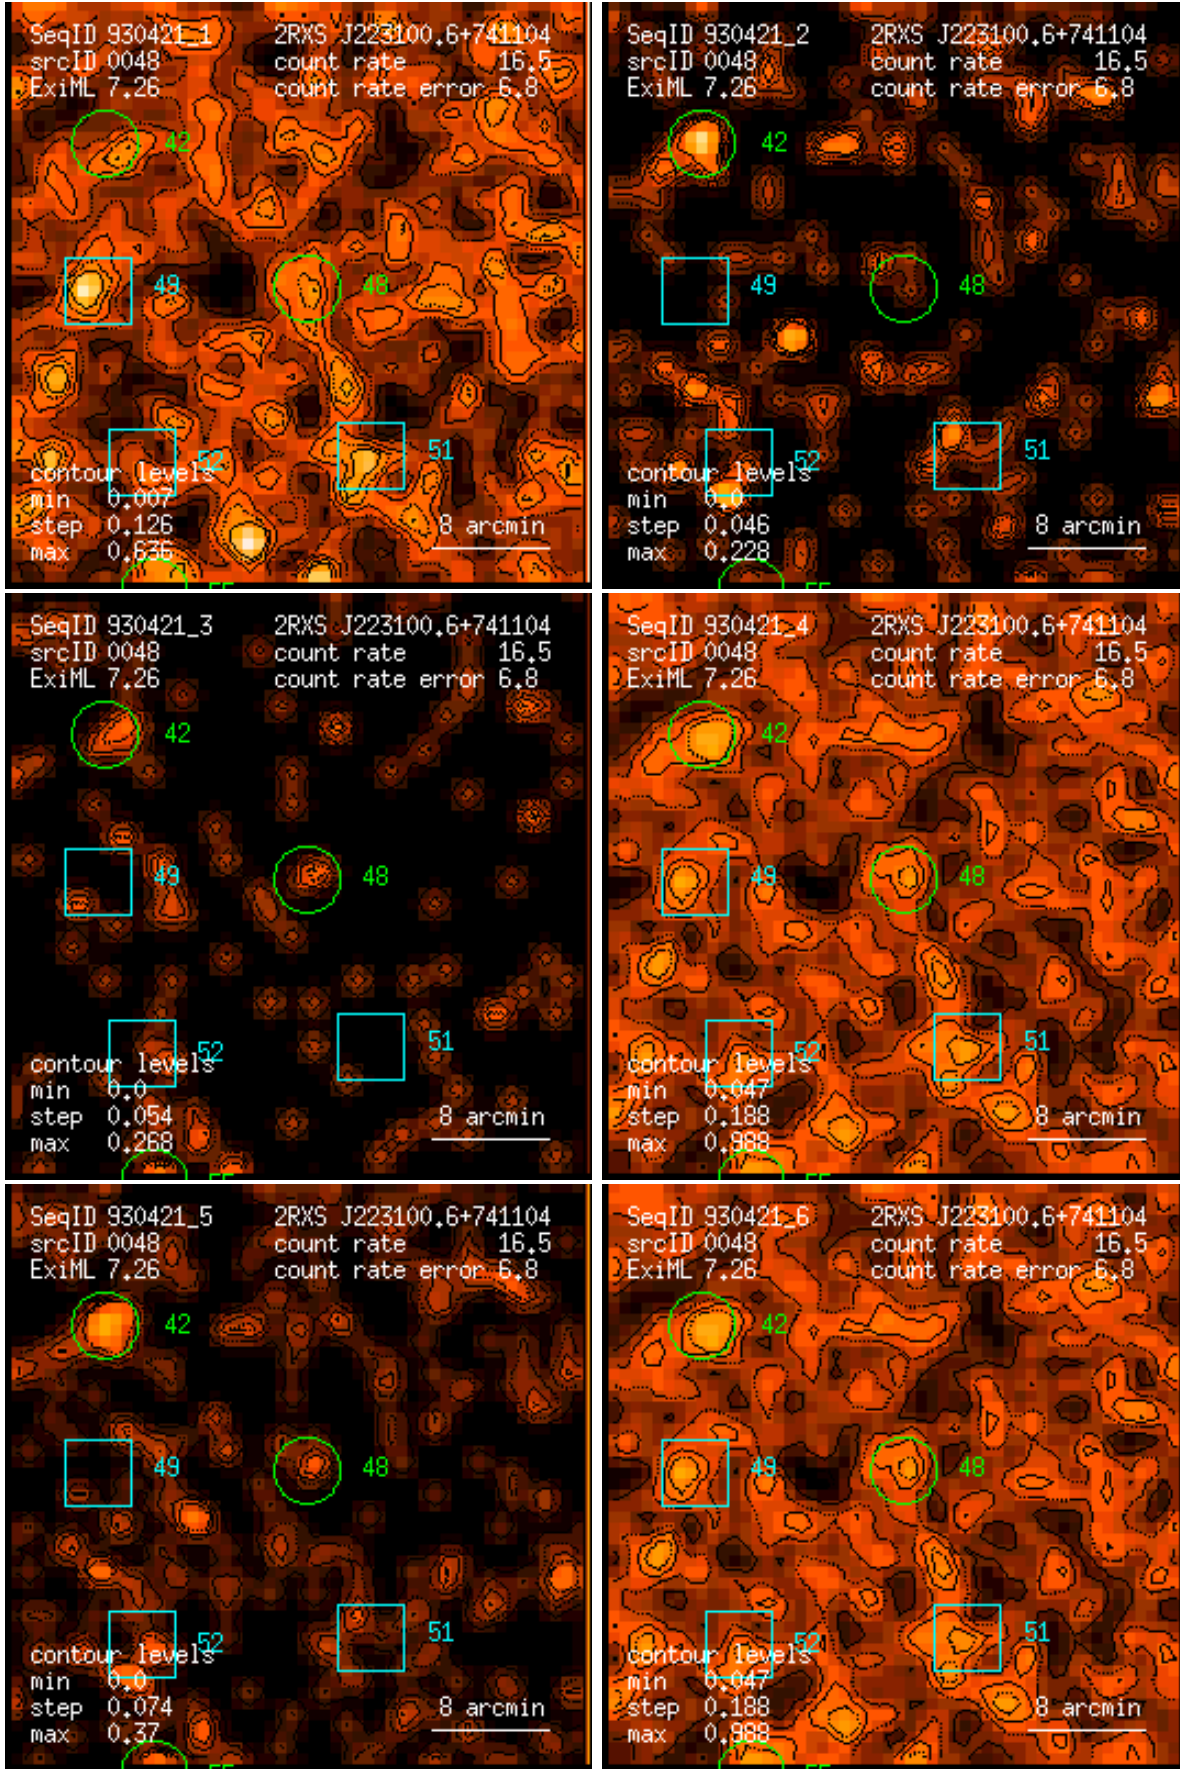 SeqID 930421_1 2RXS J223100.6+741104
srcID 0048 count rate 16.5
ExiML 7.26 count rate error 6.8
42
49
48
51
52
contour levels
min 0.007
step 0.126
max 0.636
8 arcmin
55
SeqID 930421_2 2RXS J223100.6+741104
srcID 0048 count rate 16.5
ExiML 7.26 count rate error 6.8
42
49
48
51
52
contour levels
min 0.0
step 0.046
max 0.228
8 arcmin
55
SeqID 930421_3 2RXS J223100.6+741104
srcID 0048 count rate 16.5
ExiML 7.26 count rate error 6.8
42
49
48
51
52
contour levels
min 0.0
step 0.054
max 0.268
8 arcmin
55
SeqID 930421_4 2RXS J223100.6+741104
srcID 0048 count rate 16.5
ExiML 7.26 count rate error 6.8
42
49
48
51
52
contour levels
min 0.047
step 0.188
max 0.988
8 arcmin
55
SeqID 930421_5 2RXS J223100.6+741104
srcID 0048 count rate 16.5
ExiML 7.26 count rate error 6.8
42
49
48
51
52
contour levels
min 0.0
step 0.074
max 0.37
8 arcmin
55
SeqID 930421_6 2RXS J223100.6+741104
srcID 0048 count rate 16.5
ExiML 7.26 count rate error 6.8
42
49
48
51
52
contour levels
min 0.047
step 0.188
max 0.988
8 arcmin
55